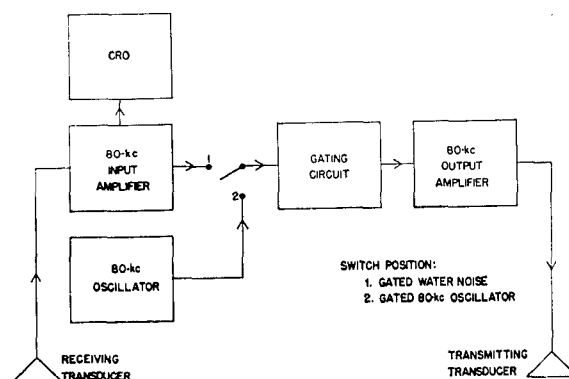 CRO
80-kc
INPUT
AMPLIFIER
1
2
GATING
CIRCUIT
80-kc
OUTPUT
AMPLIFIER
80-kc
OSCILLATOR
SWITCH POSITION:
1. GATED WATER NOISE
2. GATED 80-kc OSCILLATOR
RECEIVING
TRANSDUCER
TRANSMITTING
TRANSDUCER